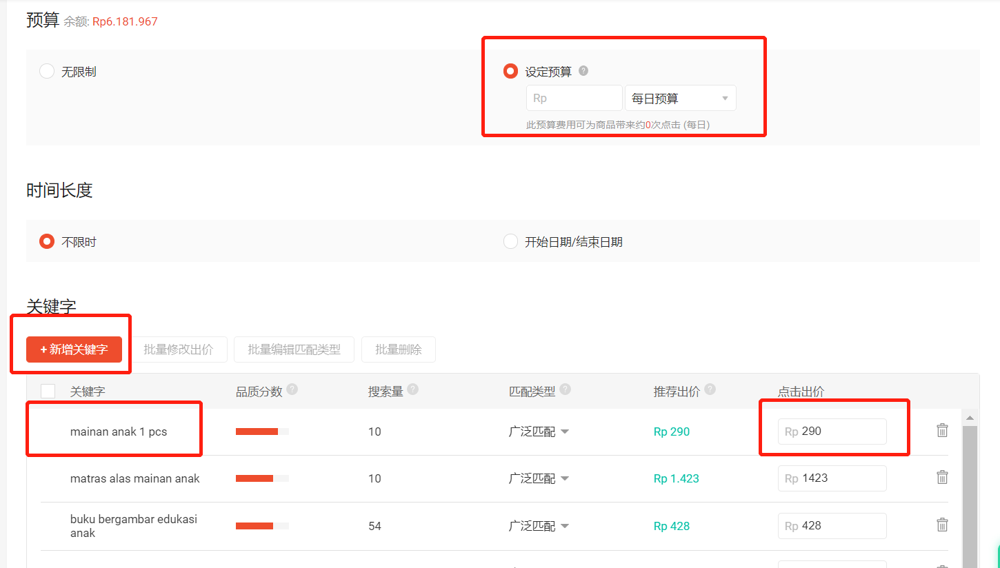 预算 余额: Rp6.181.967
无限制
设定预算 ?
Rp 每日预算
此预算费用可为商品带来约0次点击 (每日)
时间长度
不限时
开始日期/结束日期
关键字
+ 新增关键字 批量修改出价 批量编辑匹配类型 批量删除
关键字 品质分数 ? 搜索量 ? 匹配类型 ? 推荐出价 ? 点击出价
mainan anak 1 pcs 10 广泛匹配 Rp 290 Rp 290
matras alas mainan anak 10 广泛匹配 Rp 1.423 Rp 1423
buku bergambar edukasi
anak 54 广泛匹配 Rp 428 Rp 428